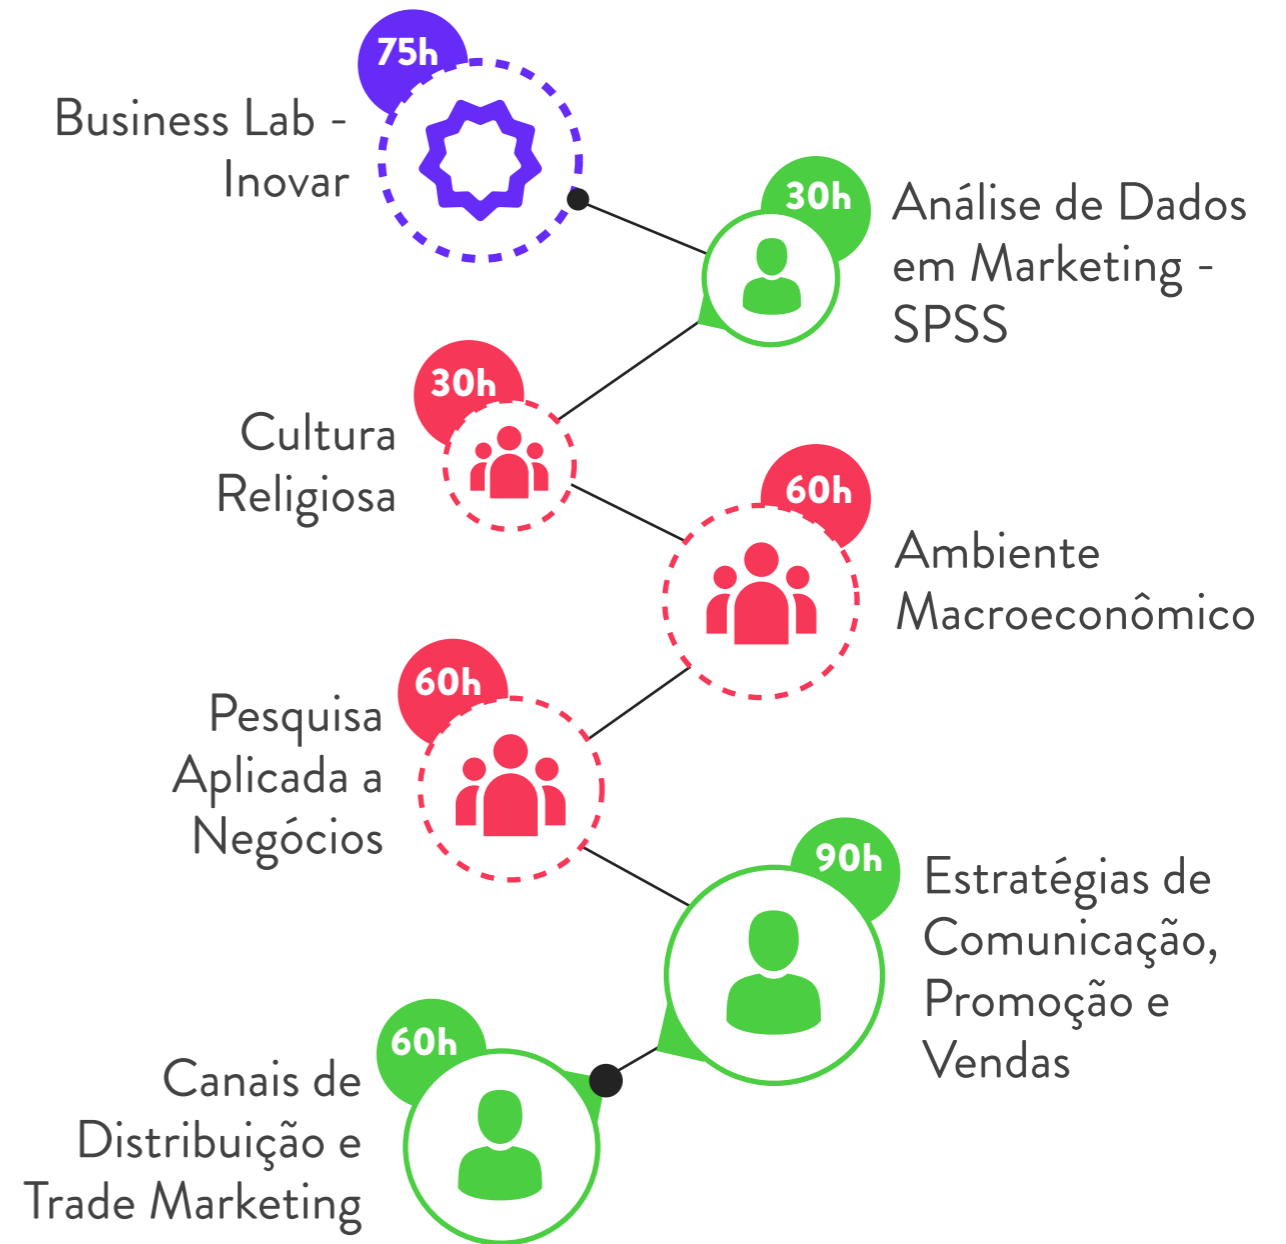 75h
Business Lab -
Inovar
30h
Análise de Dados
em Marketing -
SPSS
30h
Cultura
Religiosa
60h
Ambiente
Macroeconômico
60h
Pesquisa
Aplicada a
Negócios
90h
Estratégias de
Comunicação,
Promoção e
Vendas
60h
Canais de
Distribuição e
Trade Marketing